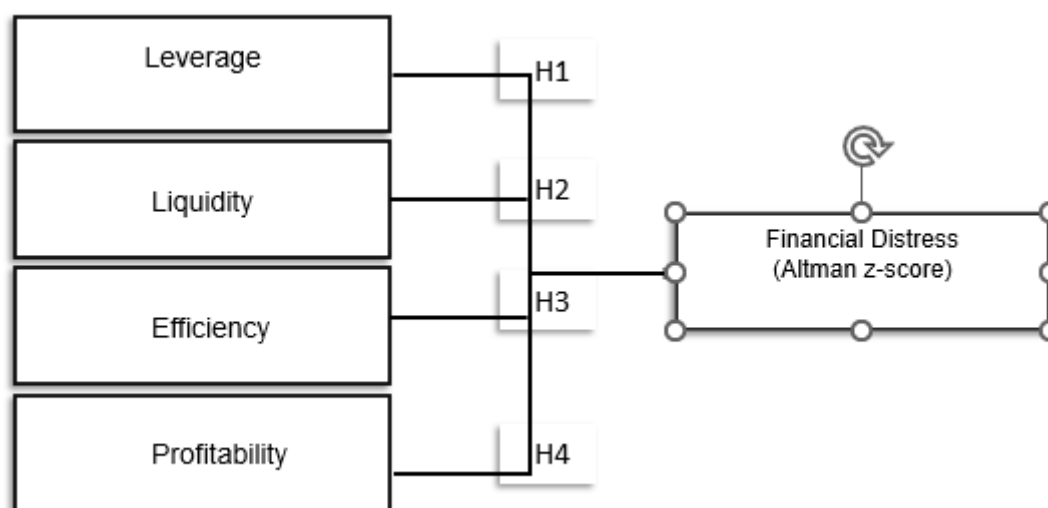 Leverage
H1
Liquidity
H2
Efficiency
H3
Profitability
H4
Financial Distress
(Altman z-score)